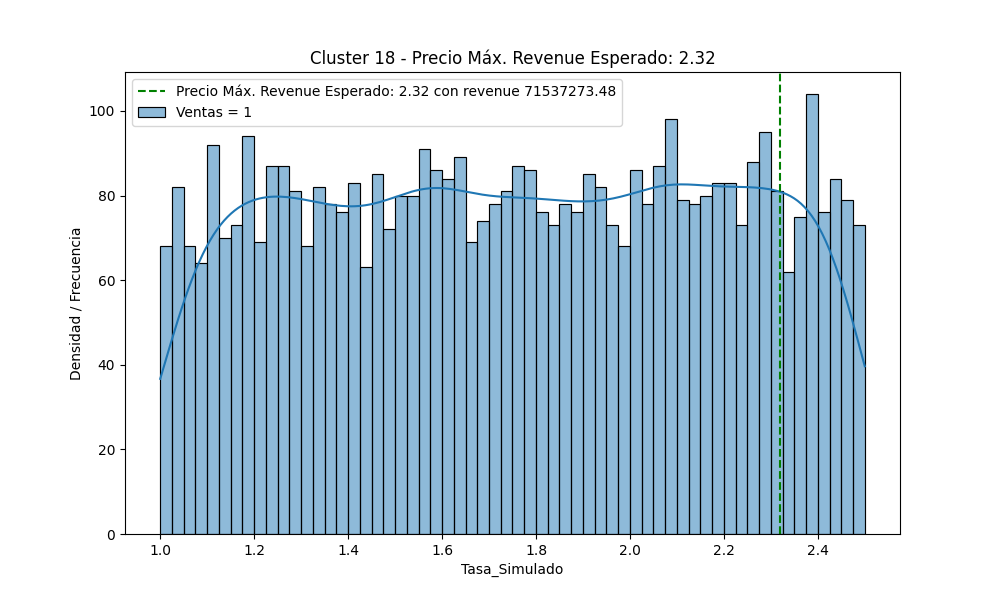 Cluster 18 - Precio Máx. Revenue Esperado: 2.32
Precio Máx. Revenue Esperado: 2.32 con revenue 71537273.48
Ventas = 1
Densidad / Frecuencia
100
80
60
40
20
0
1.0 1.2 1.4 1.6 1.8 2.0 2.2 2.4
Tasa_Simulado